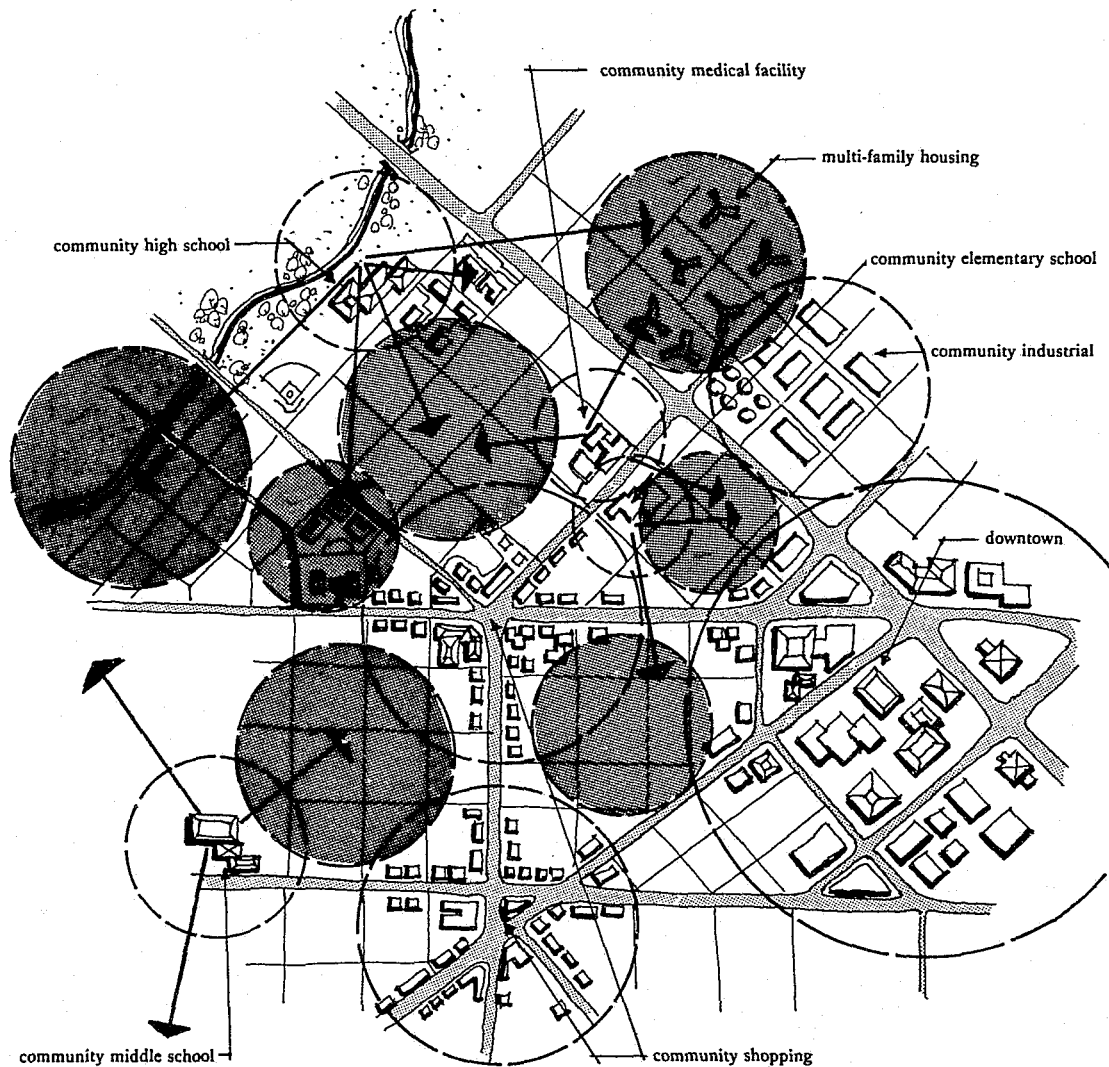 community medical facility
multi-family housing
community high school
community elementary school
community industrial
downtown
community middle school
community shopping